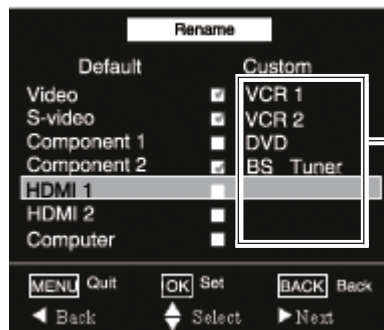 Rename
Default Custom
Video VCR 1
S-video VCR 2
Component 1 DVD
Component 2 BS Tuner
HDMI 1
HDMI 2
Computer
MENU Quit OK Set BACK Back
Back Select Next